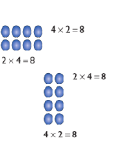 4 × 2 = 8
2 × 4 = 8
2 × 4 = 8
4 × 2 = 8